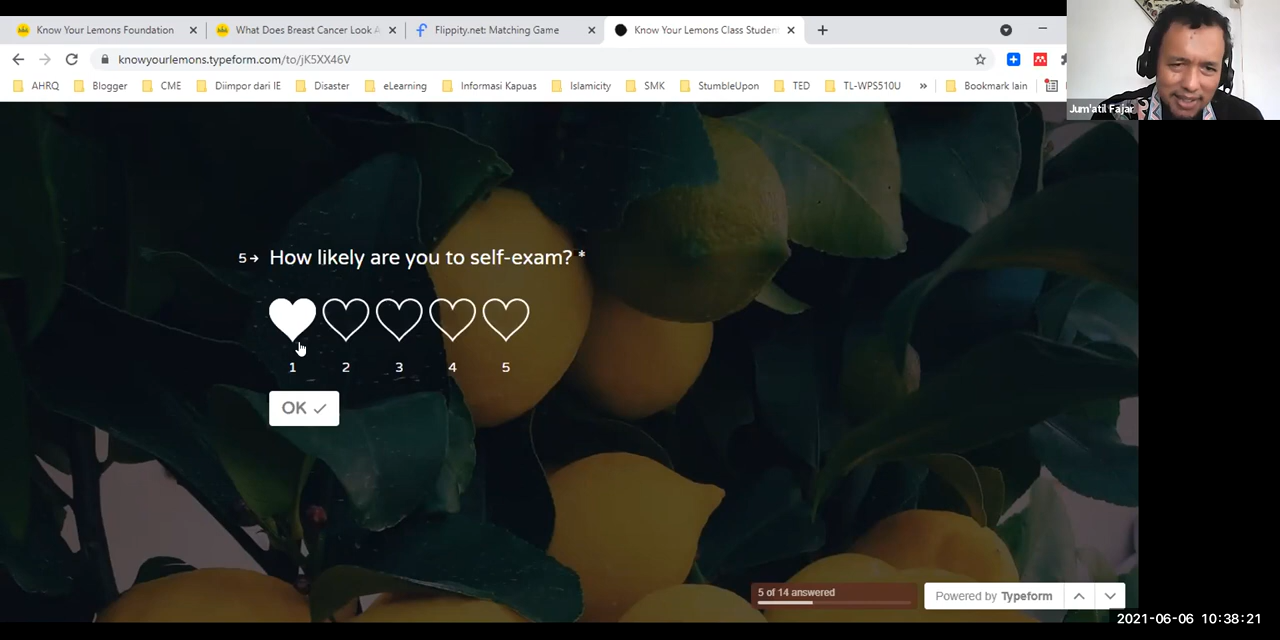 Know Your Lemons Foundation
What Does Breast Cancer Look A
Flippity.net: Matching Game
Know Your Lemons Class Studen
knowyourlemons.typeform.com/to/jK5XX46V
AHRQ
Blogger
CME
Diimpor dari IE
Disaster
eLearning
Informasi Kapuas
Islamicity
SMK
StumbleUpon
TED
TL-WPS510U
»
Bookmark lain
Jum'atil Fajar
5→ How likely are you to self-exam? *
1 2 3 4 5
OK ✓
5 of 14 answered
Powered by Typeform
2021-06-06 10:38:21